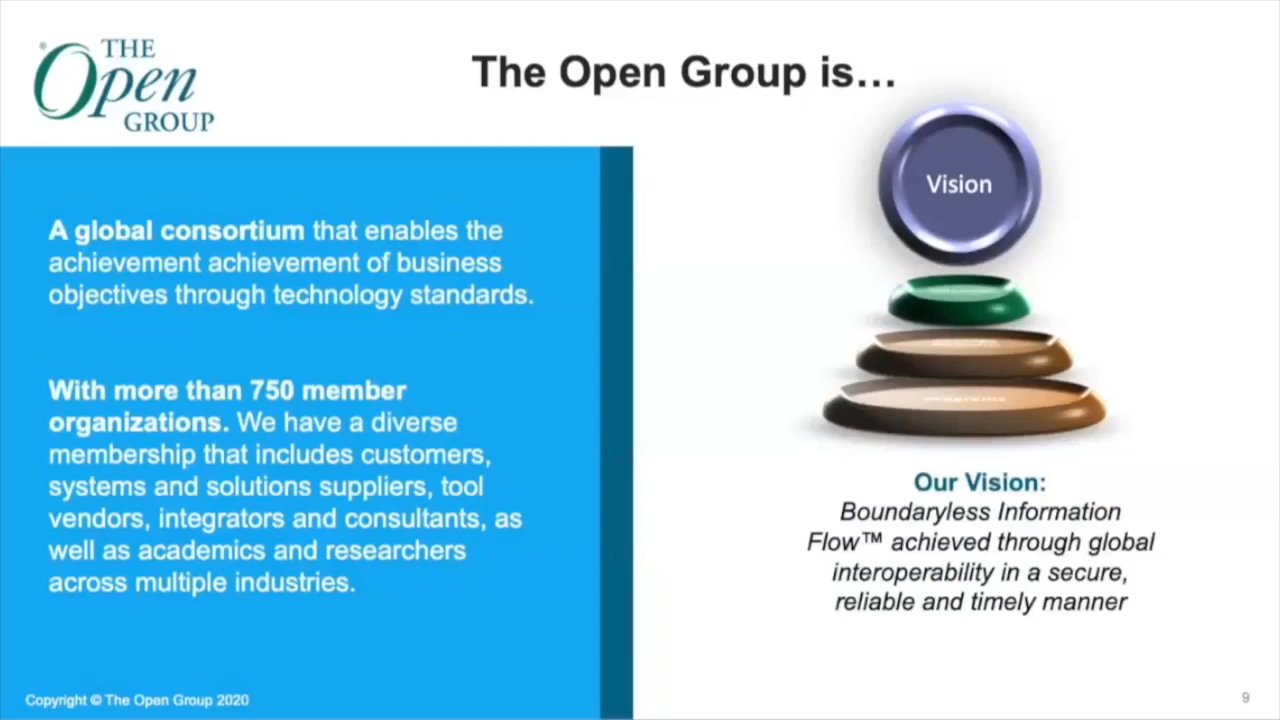 THE
Open
GROUP
The Open Group is…
Vision
A global consortium that enables the
achievement achievement of business
objectives through technology standards.
With more than 750 member
organizations. We have a diverse
membership that includes customers,
systems and solutions suppliers, tool
vendors, integrators and consultants, as
well as academics and researchers
across multiple industries.
Our Vision:
Boundaryless Information
Flow™ achieved through global
interoperability in a secure,
reliable and timely manner
Copyright © The Open Group 2020
9